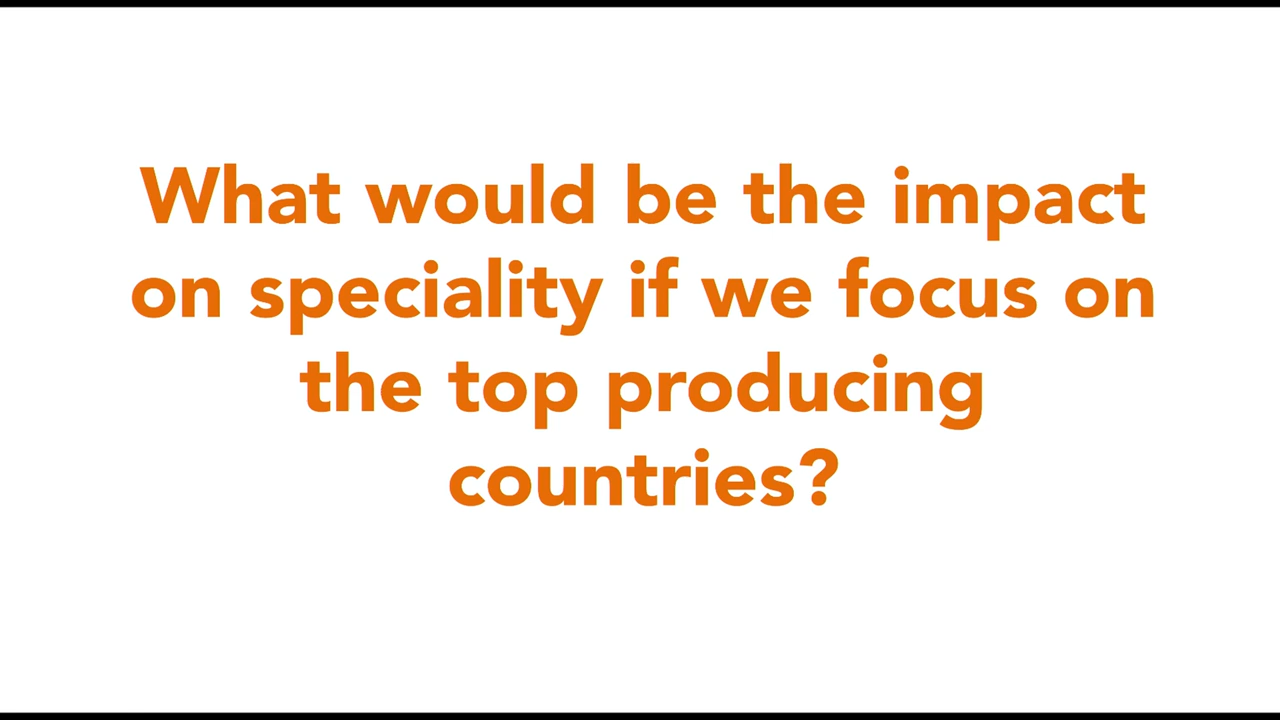 What would be the impact
on speciality if we focus on
the top producing
countries?